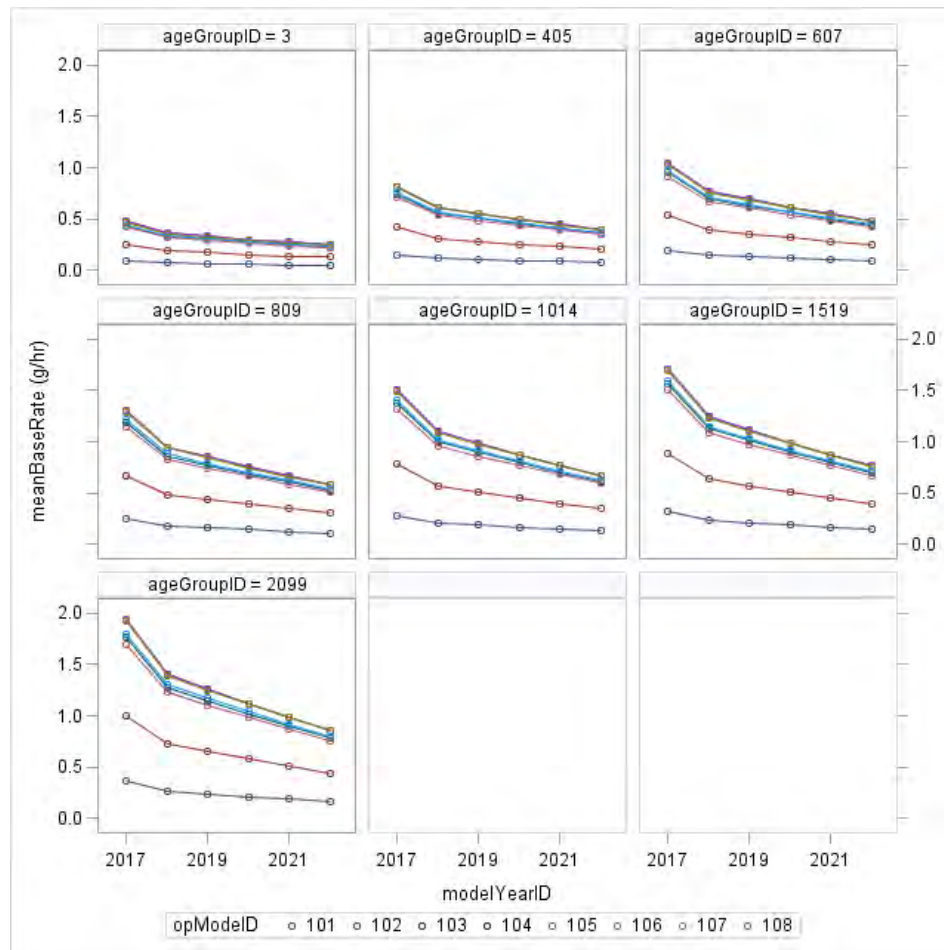 ageGroupID = 3 ageGroupID = 405 ageGroupID = 607
2.0
1.5
1.0
0.5
0.0
ageGroupID = 809 ageGroupID = 1014 ageGroupID = 1519
2.0
1.5
1.0
0.5
0.0
meanBaseRate (g/hr)
ageGroupID = 2099
2.0
1.5
1.0
0.5
0.0
2017 2019 2021 2017 2019 2021 2017 2019 2021
modelYearID
opModeID 101 102 103 104 105 106 107 108